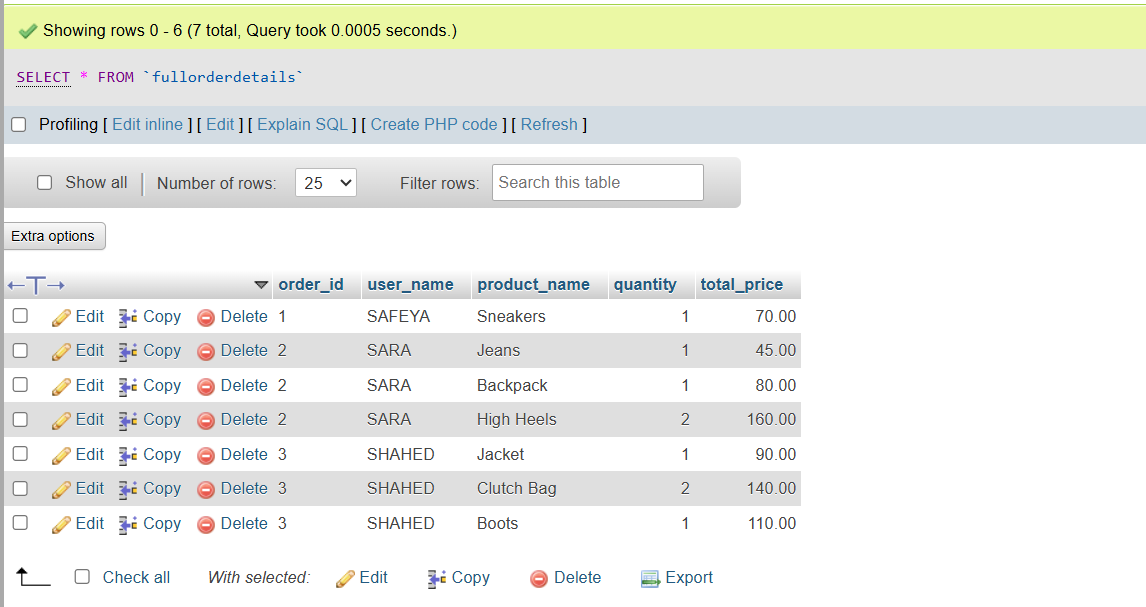 Showing rows 0 - 6 (7 total, Query took 0.0005 seconds.)
SELECT * FROM `fullorderdetails`
Profiling [ Edit inline ] [ Edit ] [ Explain SQL ] [ Create PHP code ] [ Refresh ]
Show all Number of rows: 25 Filter rows: Search this table
Extra options
order_id user_name product_name quantity total_price
Edit Copy Delete 1 SAFEYA Sneakers 1 70.00
Edit Copy Delete 2 SARA Jeans 1 45.00
Edit Copy Delete 2 SARA Backpack 1 80.00
Edit Copy Delete 2 SARA High Heels 2 160.00
Edit Copy Delete 3 SHAHED Jacket 1 90.00
Edit Copy Delete 3 SHAHED Clutch Bag 2 140.00
Edit Copy Delete 3 SHAHED Boots 1 110.00
Check all With selected: Edit Copy Delete Export